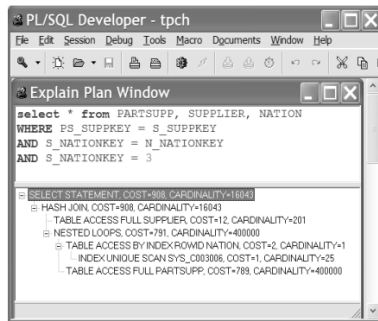 PL/SQL Developer - tpch
File Edit Session Debug Tools Macro Documents Window Help
Explain Plan Window
select * from PARTSUPP, SUPPLIER, NATION
WHERE PS_SUPPKEY = S_SUPPKEY
AND S_NATIONKEY = N_NATIONKEY
AND S_NATIONKEY = 3
SELECT STATEMENT, COST=908, CARDINALITY=16043
HASH JOIN, COST=908, CARDINALITY=16043
TABLE ACCESS FULL SUPPLIER, COST=12, CARDINALITY=201
NESTED LOOPS, COST=791, CARDINALITY=400000
TABLE ACCESS BY INDEX ROWID NATION, COST=2, CARDINALITY=1
INDEX UNIQUE SCAN SYS_C003006, COST=1, CARDINALITY=25
TABLE ACCESS FULL PARTSUPP, COST=789, CARDINALITY=400000